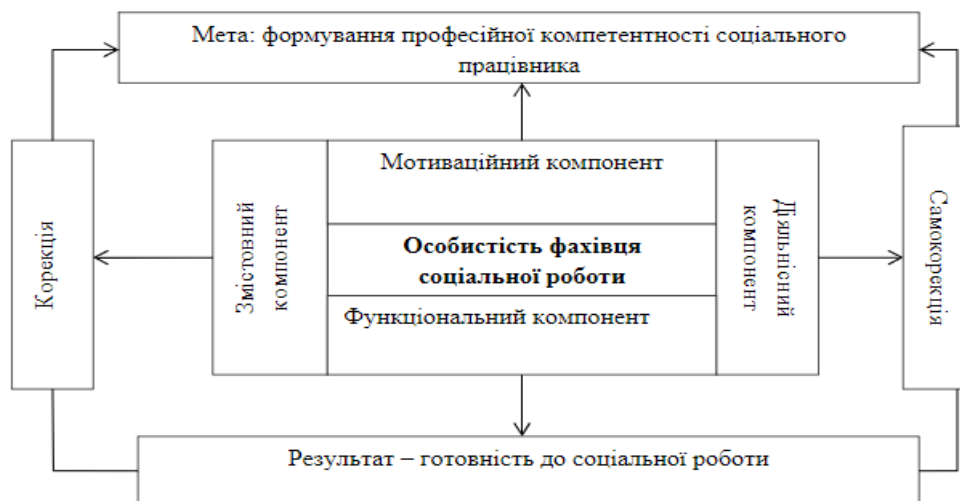 Мета: формування професійної компетентності соціального
працівника
Корекція
Змістовний
компонент
Мотиваційний компонент
Особистість фахівця
соціальної роботи
Функціональний компонент
Діяльнісний
компонент
Самокорекція
Результат – готовність до соціальної роботи